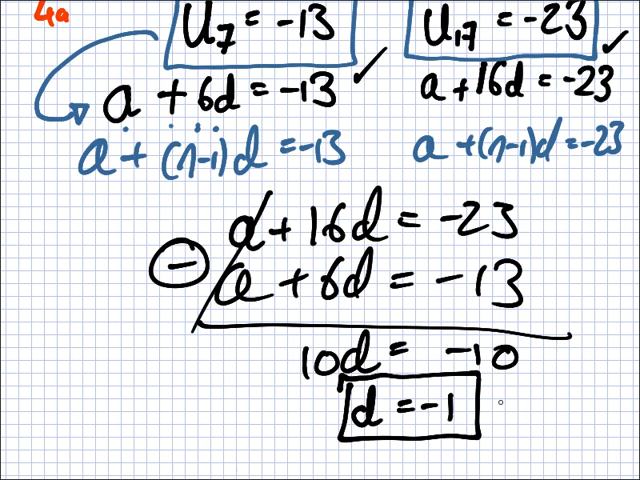 4a
U7 = -13 U17 = -23
a + 6d = -13 ✓ a + 16d = -23 ✓
a + (n-1)d = -13 a + (n-1)d = -23
a + 16d = -23
- a + 6d = -13
10d = -10
d = -1